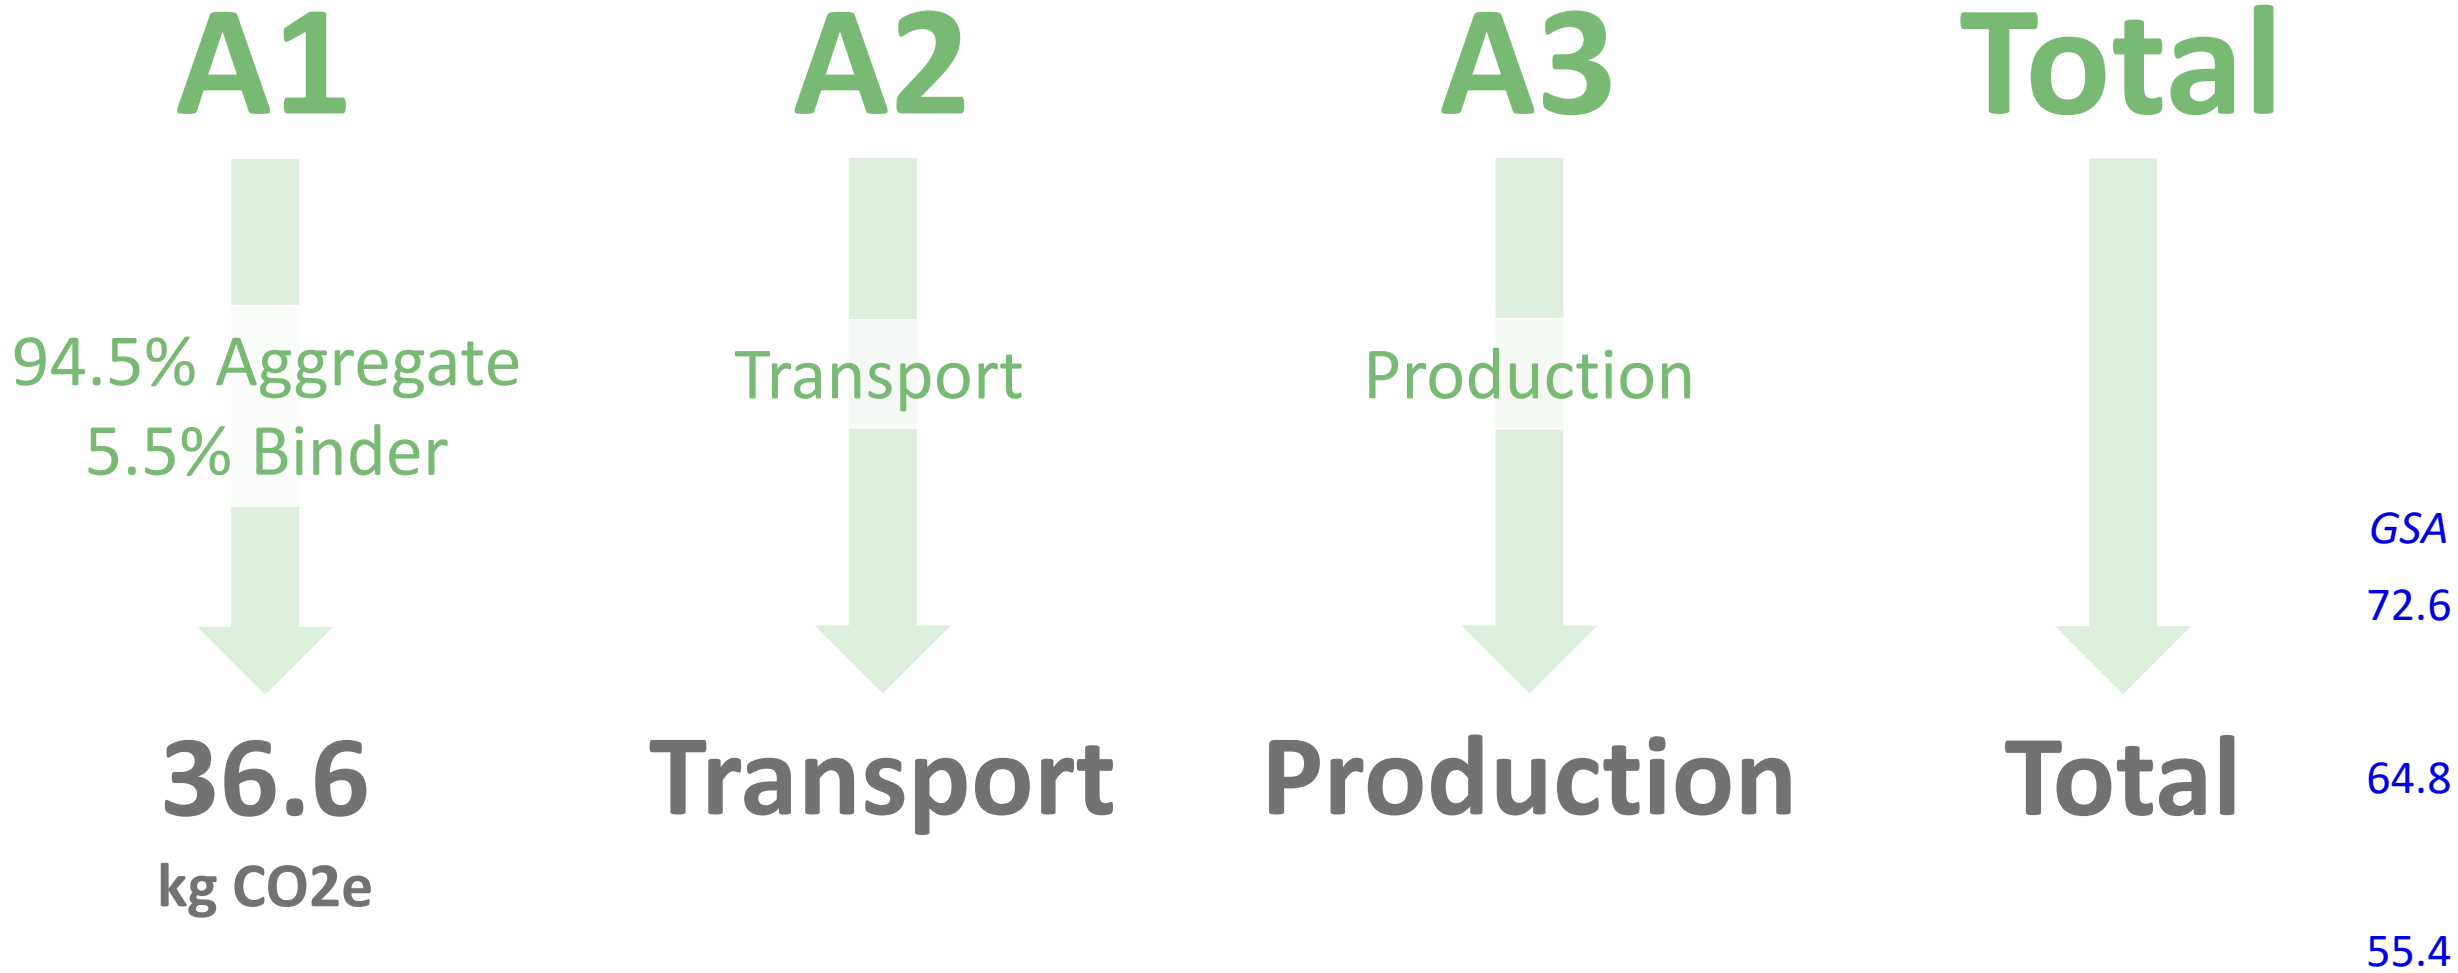 A1
A2
A3
Total
94.5% Aggregate
5.5% Binder
Transport
Production
GSA
72.6
36.6
kg CO2e
Transport
Production
Total
64.8
55.4